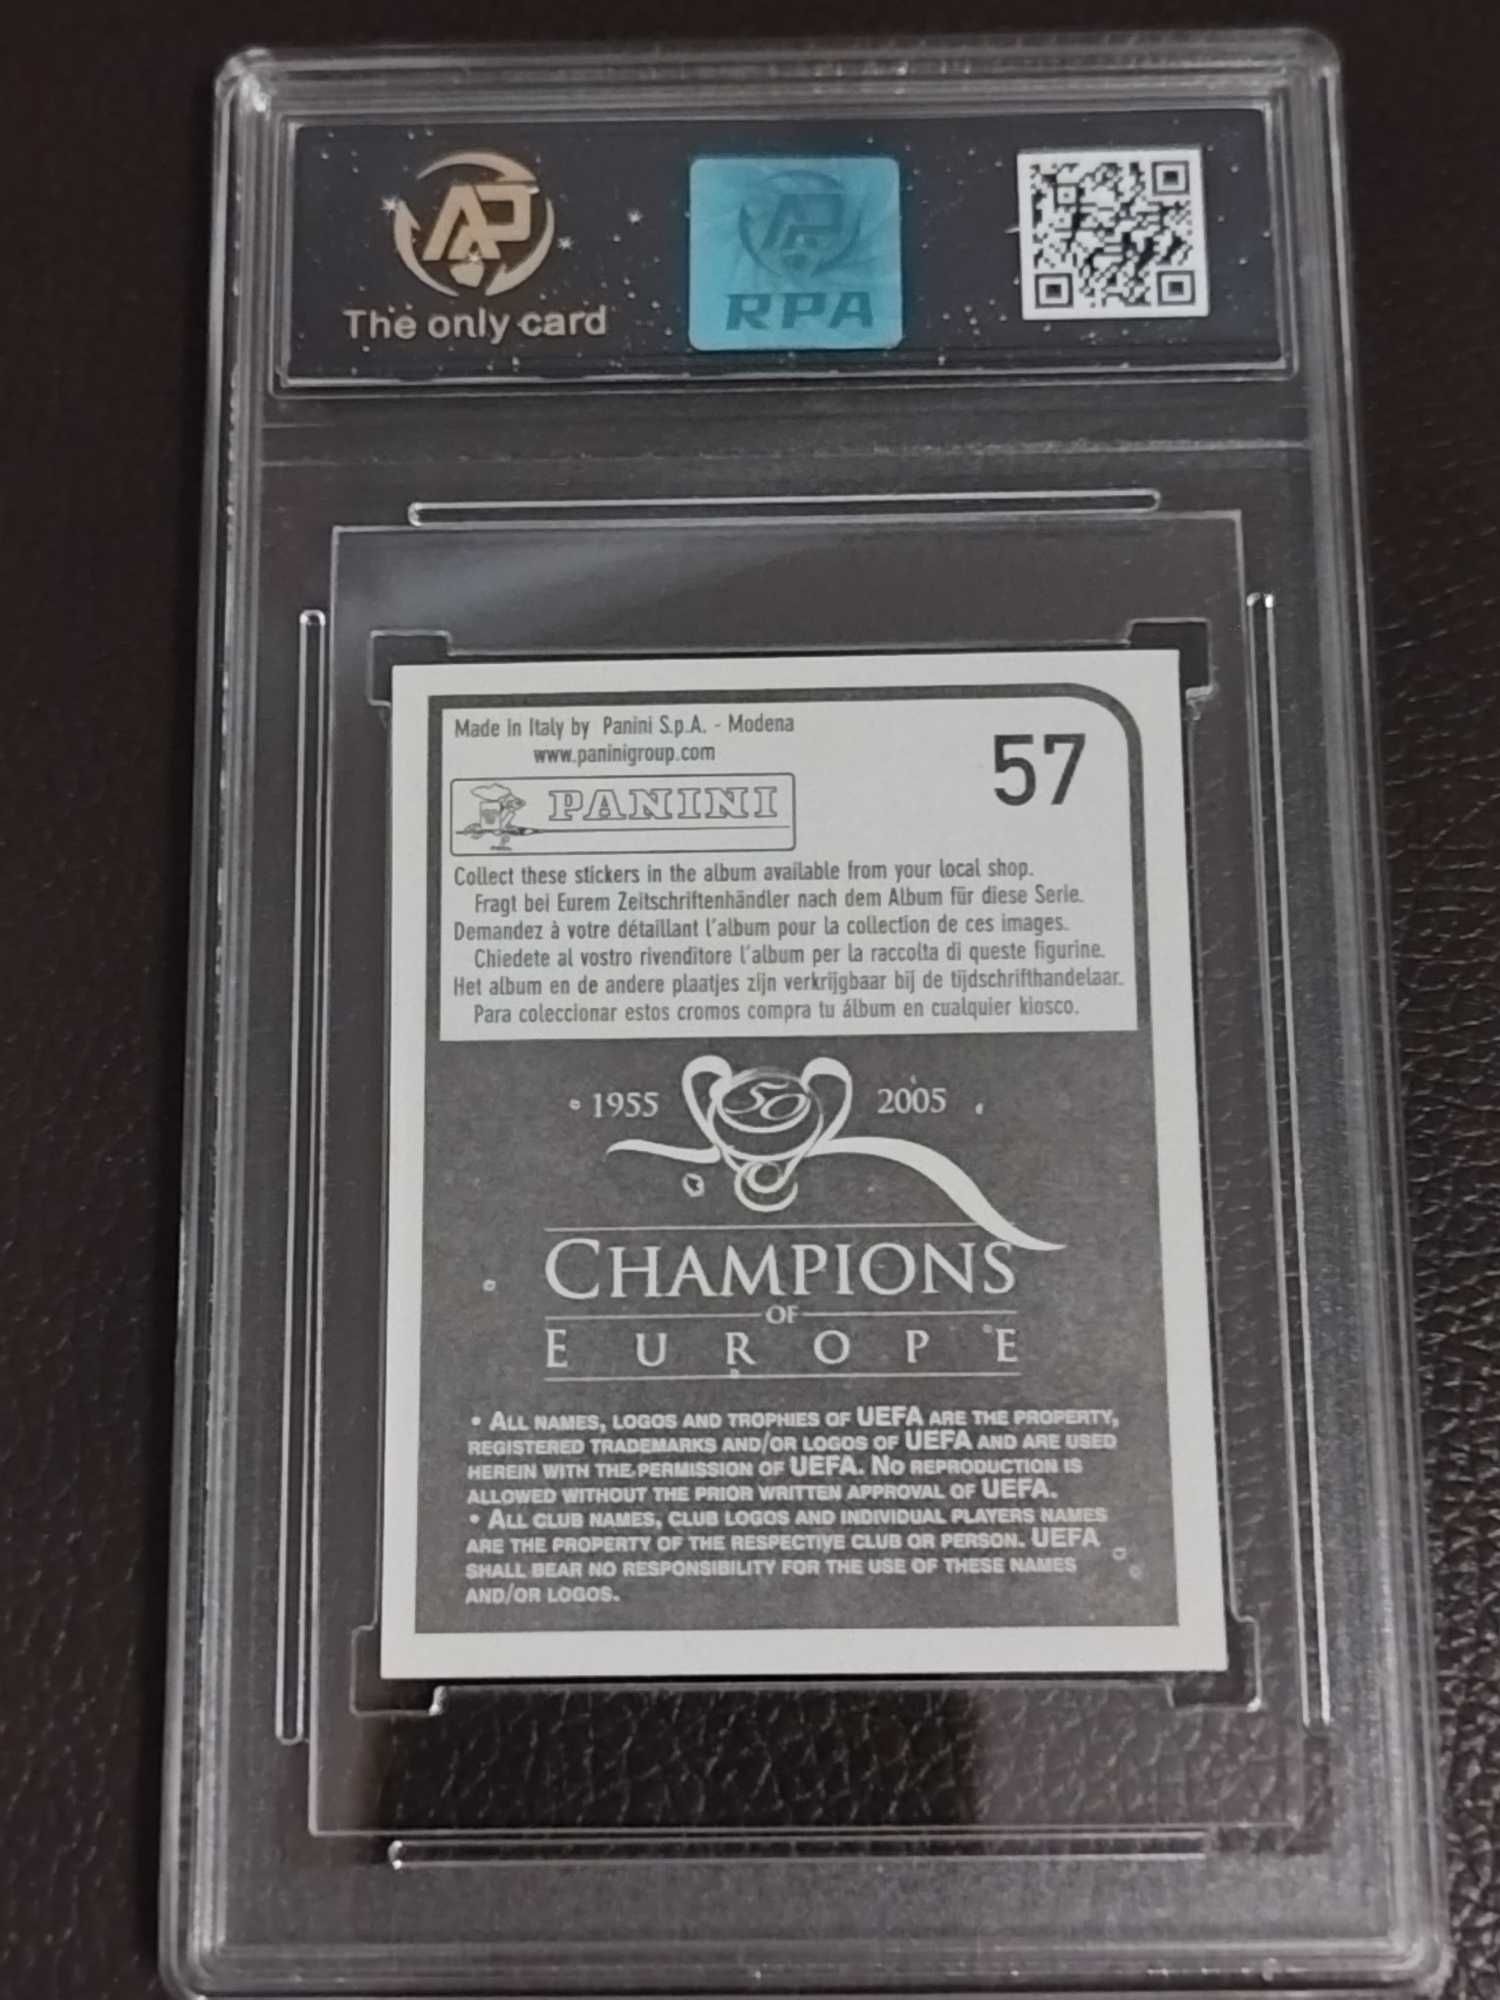 The only card
RPA
Made in Italy by Panini S.p.A. - Modena
www.paninigroup.com
57
PANINI
Collect these stickers in the album available from your local shop.
Fragt bei Eurem Zeitschriftenhändler nach dem Album für diese Serie.
Demandez à votre détaillant l'album pour la collection de ces images.
Chiedete al vostro rivenditore l'album per la raccolta di queste figurine.
Het album en de andere plaatjes zijn verkrijgbaar bij de tijdschrifthandelaar.
Para coleccionar estos cromos compra tu álbum en cualquier kiosco.
1955 50 2005
CHAMPIONS
OF
EUROPE
• ALL NAMES, LOGOS AND TROPHIES OF UEFA ARE THE PROPERTY,
REGISTERED TRADEMARKS AND/OR LOGOS OF UEFA AND ARE USED
HEREIN WITH THE PERMISSION OF UEFA. NO REPRODUCTION IS
ALLOWED WITHOUT THE PRIOR WRITTEN APPROVAL OF UEFA.
• ALL CLUB NAMES, CLUB LOGOS AND INDIVIDUAL PLAYERS NAMES
ARE THE PROPERTY OF THE RESPECTIVE CLUB OR PERSON. UEFA
SHALL BEAR NO RESPONSIBILITY FOR THE USE OF THESE NAMES
AND/OR LOGOS.